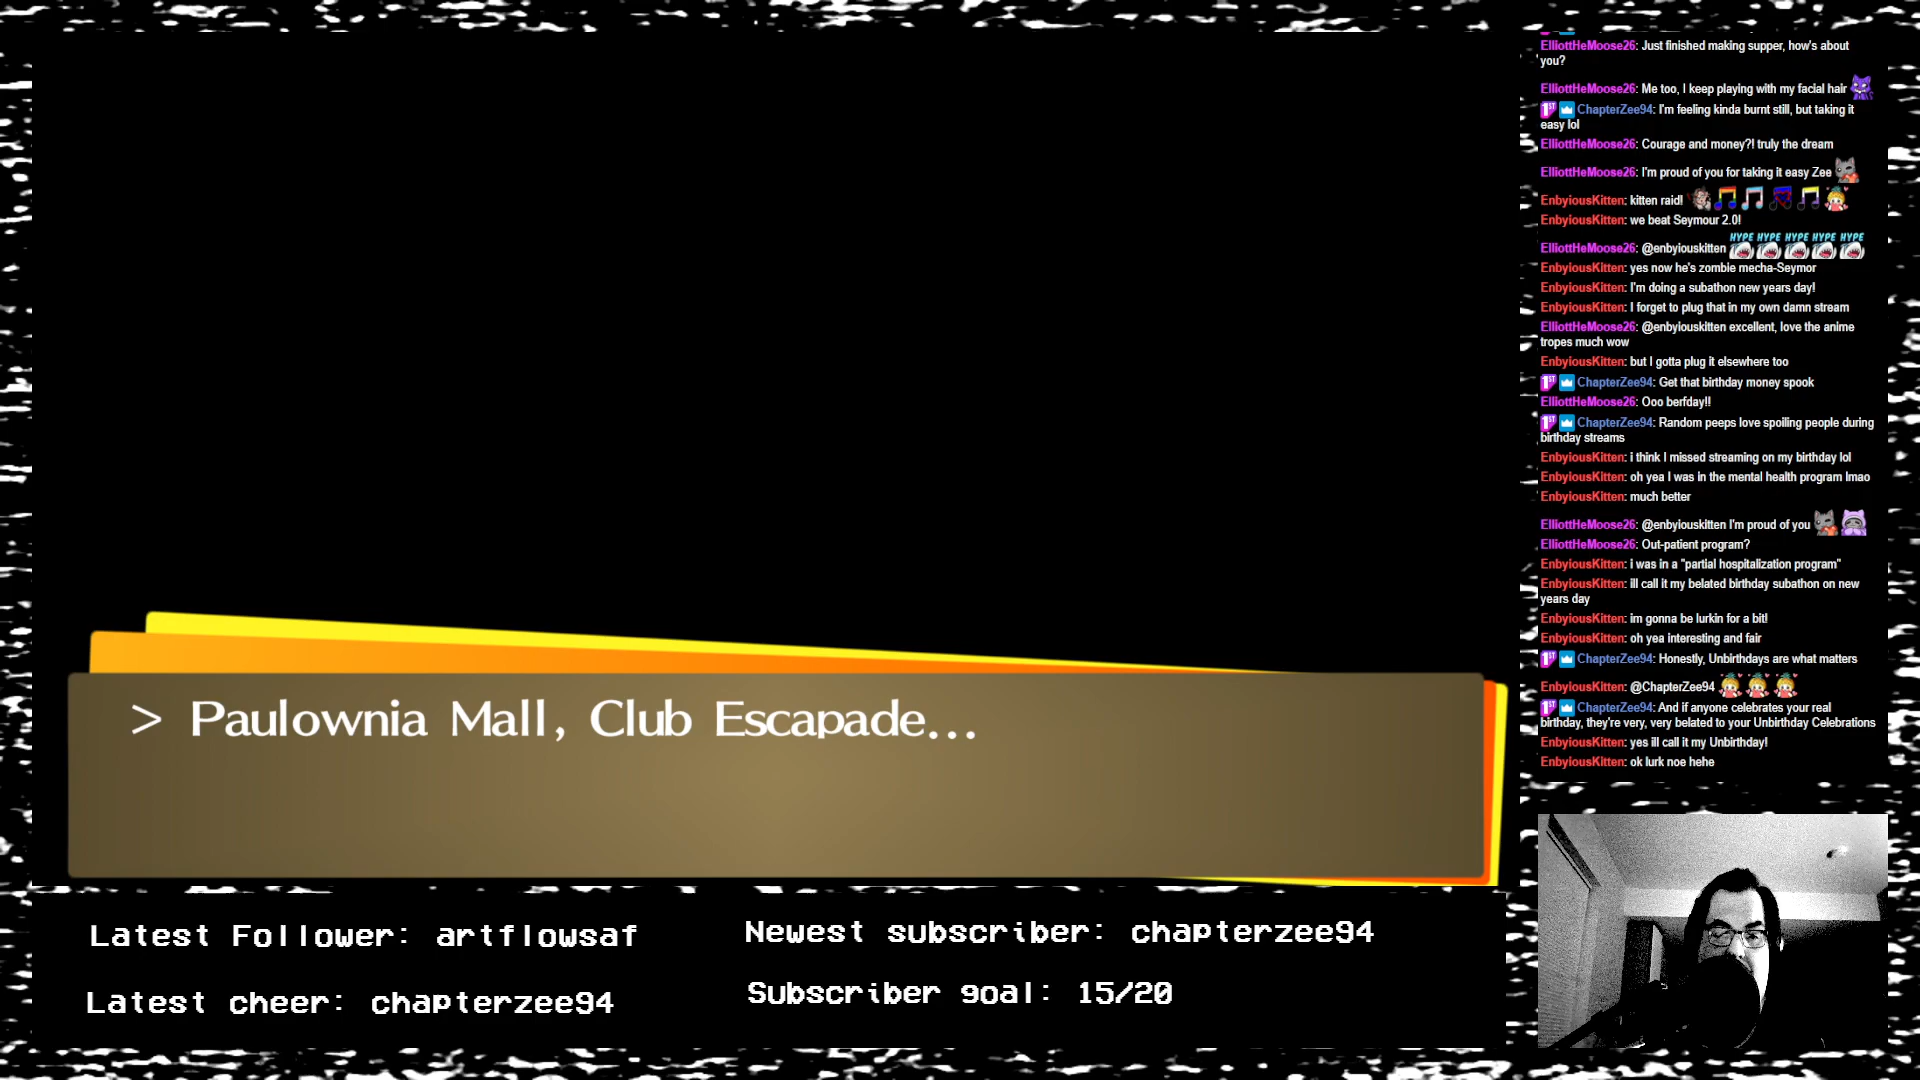 > Paulownia Mall, Club Escapade...
Latest Follower: artflowsaf
Newest subscriber: chapterzee94
Latest cheer: chapterzee94
Subscriber goal: 15/20
ElliottHeMoose26: Just finished making supper, how's about
you?
ElliottHeMoose26: Me too, I keep playing with my facial hair
ChapterZee94: I'm feeling kinda burnt still, but taking it
easy lol
ElliottHeMoose26: Courage and money?! truly the dream
ElliottHeMoose26: I'm proud of you for taking it easy Zee
EnbyiousKitten: kitten raid!
EnbyiousKitten: we beat Seymour 2.0!
ElliottHeMoose26: @enbyiouskitten HYPE HYPE HYPE HYPE HYPE
EnbyiousKitten: yes now he's zombie mecha-Seymor
EnbyiousKitten: I'm doing a subathon new years day!
EnbyiousKitten: I forget to plug that in my own damn stream
ElliottHeMoose26: @enbyiouskitten excellent, love the anime
tropes much wow
EnbyiousKitten: but I gotta plug it elsewhere too
ChapterZee94: Get that birthday money spook
ElliottHeMoose26: Ooo berfday!!
ChapterZee94: Random peeps love spoiling people during
birthday streams
EnbyiousKitten: i think I missed streaming on my birthday lol
EnbyiousKitten: oh yea I was in the mental health program lmao
EnbyiousKitten: much better
ElliottHeMoose26: @enbyiouskitten I'm proud of you
ElliottHeMoose26: Out-patient program?
EnbyiousKitten: i was in a "partial hospitalization program"
EnbyiousKitten: ill call it my belated birthday subathon on new
years day
EnbyiousKitten: im gonna be lurkin for a bit!
EnbyiousKitten: oh yea interesting and fair
ChapterZee94: Honestly, Unbirthdays are what matters
EnbyiousKitten: @ChapterZee94
ChapterZee94: And if anyone celebrates your real
birthday, they're very, very belated to your Unbirthday Celebrations
EnbyiousKitten: yes ill call it my Unbirthday!
EnbyiousKitten: ok lurk noe hehe